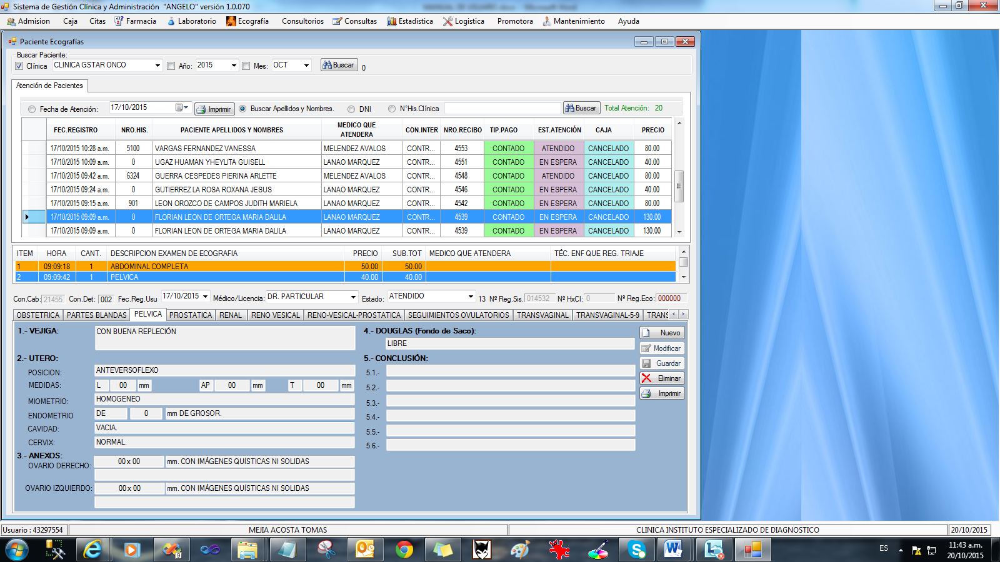 Sistema de Gestión Clínica y Administración "ANGELO" versión 1.0.070
Admision Caja Citas Farmacia Laboratorio Ecografía Consultorios Consultas Estadistica Logistica Promotora Mantenimiento Ayuda
Paciente Ecografías
Buscar Paciente:
Clínica CLINICA GSTAR ONCO Año: 2015 Mes: OCT Buscar 0
Atención de Pacientes
Fecha de Atención: 17/10/2015 Imprimir Buscar Apellidos y Nombres. DNI N°His.Clínica Buscar Total Atención: 20
FEC.REGISTRO NRO.HIS. PACIENTE APELLIDOS Y NOMBRES MEDICO QUE ATENDERA CON.INTER NRO.RECIBO TIP.PAGO EST.ATENCIÓN CAJA PRECIO
17/10/2015 10:28 a.m. 5100 VARGAS FERNANDEZ VANESSA MELENDEZ AVALOS CONTR... 4553 CONTADO ATENDIDO CANCELADO 80.00
17/10/2015 10:09 a.m. 0 UGAZ HUAMAN YHEYLITA GUISELL LANAO MARQUEZ CONTR... 4551 CONTADO EN ESPERA CANCELADO 40.00
17/10/2015 09:42 a.m. 6324 GUERRA CESPEDES PIERINA ARLETTE MELENDEZ AVALOS CONTR... 4548 CONTADO ATENDIDO CANCELADO 80.00
17/10/2015 09:24 a.m. 0 GUTIERREZ LA ROSA ROXANA JESUS LANAO MARQUEZ CONTR... 4546 CONTADO EN ESPERA CANCELADO 40.00
17/10/2015 09:15 a.m. 901 LEON OROZCO DE CAMPOS JUDITH MARIELA LANAO MARQUEZ CONTR... 4542 CONTADO EN ESPERA CANCELADO 80.00
17/10/2015 09:09 a.m. 0 FLORIAN LEON DE ORTEGA MARIA DALILA LANAO MARQUEZ CONTR... 4539 CONTADO EN ESPERA CANCELADO 130.00
17/10/2015 09:09 a.m. 0 FLORIAN LEON DE ORTEGA MARIA DALILA LANAO MARQUEZ CONTR... 4539 CONTADO EN ESPERA CANCELADO 130.00
ITEM HORA CANT. DESCRIPCION EXAMEN DE ECOGRAFIA PRECIO SUB.TOT MEDICO QUE ATENDERA TÉC. ENF QUE REG. TRIAJE
1 09:09:18 1 ABDOMINAL COMPLETA 50.00 50.00
2 09:09:42 1 PELVICA 40.00 40.00
Con.Cab: 21455 Con.Det: 002 Fec.Reg.Usu 17/10/2015 Médico/Licencia: DR. PARTICULAR Estado: ATENDIDO 13 Nº Reg.Sis. 014532 Nº HxCl: 0 Nº Reg.Eco: 000000
OBSTETRICA PARTES BLANDAS PELVICA PROSTATICA RENAL RENO VESICAL RENO-VESICAL-PROSTATICA SEGUIMIENTOS OVULATORIOS TRANSVAGINAL TRANSVAGINAL-5-9 TRANS
1.- VEJIGA: CON BUENA REPLECIÓN
2.- UTERO:
POSICION: ANTEVERSOFLEXO
MEDIDAS: L 00 mm AP 00 mm T 00 mm
MIOMETRIO: HOMOGENEO
ENDOMETRIO DE 0 mm DE GROSOR.
CAVIDAD: VACIA.
CERVIX: NORMAL.
3.- ANEXOS:
OVARIO DERECHO: 00 x 00 mm. CON IMÁGENES QUÍSTICAS NI SOLIDAS
OVARIO IZQUIERDO: 00 x 00 mm. CON IMÁGENES QUÍSTICAS NI SOLIDAS
4.- DOUGLAS (Fondo de Saco):
LIBRE
5.- CONCLUSIÓN:
5.1.-
5.2.-
5.3.-
5.4.-
5.5.-
5.6.-
Nuevo
Modificar
Guardar
Eliminar
Imprimir
Usuario : 43297554 MEJIA ACOSTA TOMAS CLINICA INSTITUTO ESPECIALIZADO DE DIAGNOSTICO 20/10/2015
9
ES 11:43 a.m.
20/10/2015